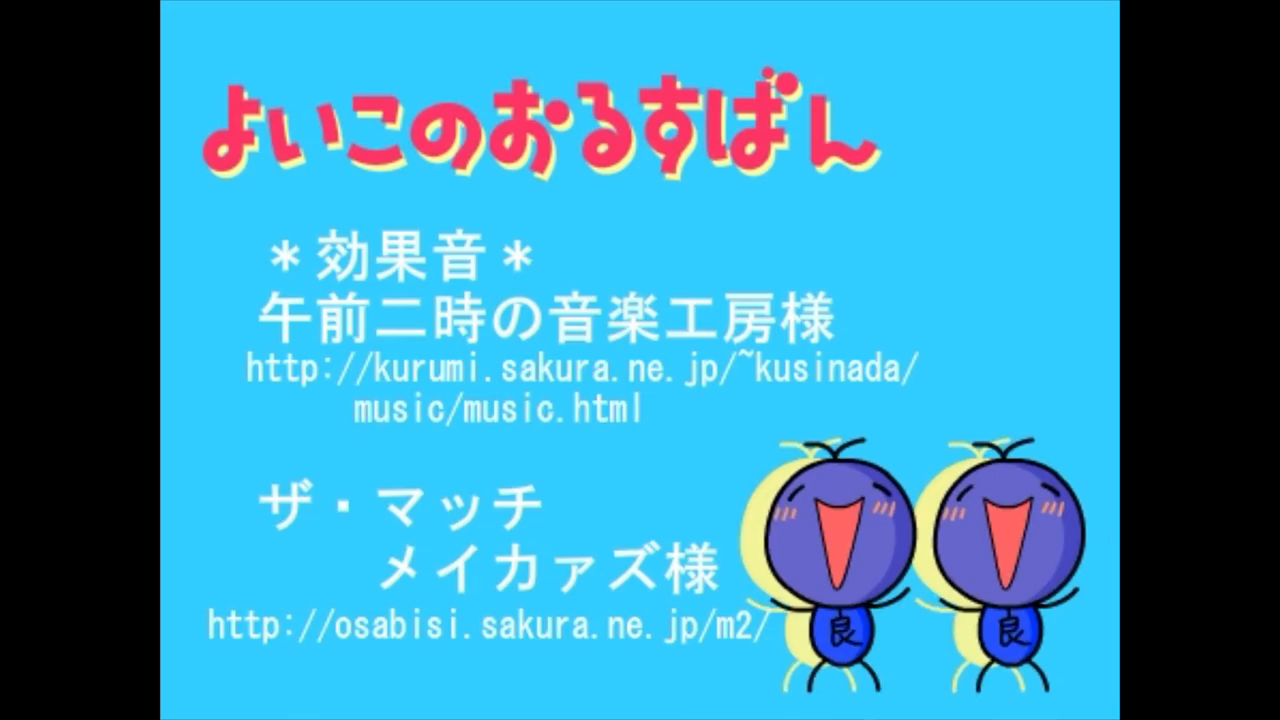 よいこのおるすばん
＊効果音＊
午前二時の音楽工房様
http://kurumi.sakura.ne.jp/~kusinada/
music/music.html
ザ・マッチ
メイカァズ様
http://osabisi.sakura.ne.jp/m2/
良 良